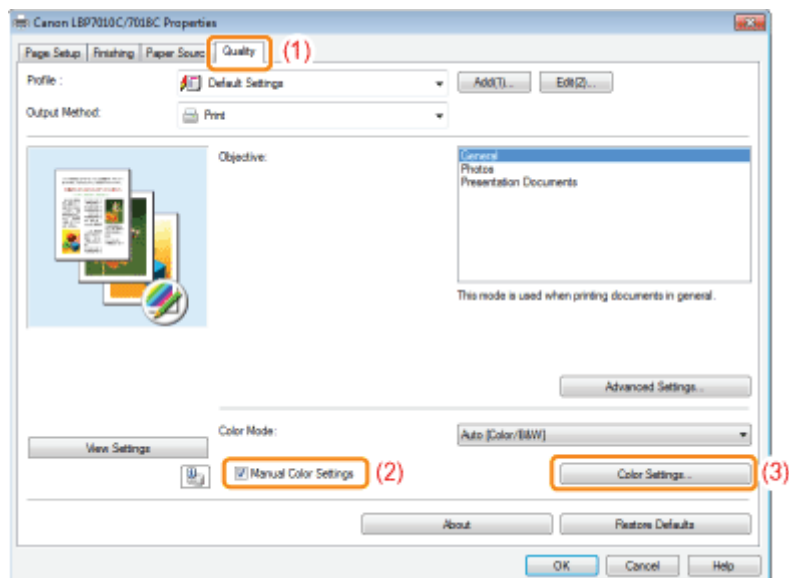 Canon LBP7010C/7018C Properties
Page Setup Finishing Paper Source Quality (1)
Profile : Default Settings Add(1)... Edit(2)...
Output Method: Print
Objective: General
Photos
Presentation Documents
This mode is used when printing documents in general.
Advanced Settings...
Color Mode: Auto [Color/B&W]
View Settings
Manual Color Settings (2) Color Settings... (3)
About Restore Defaults
OK Cancel Help